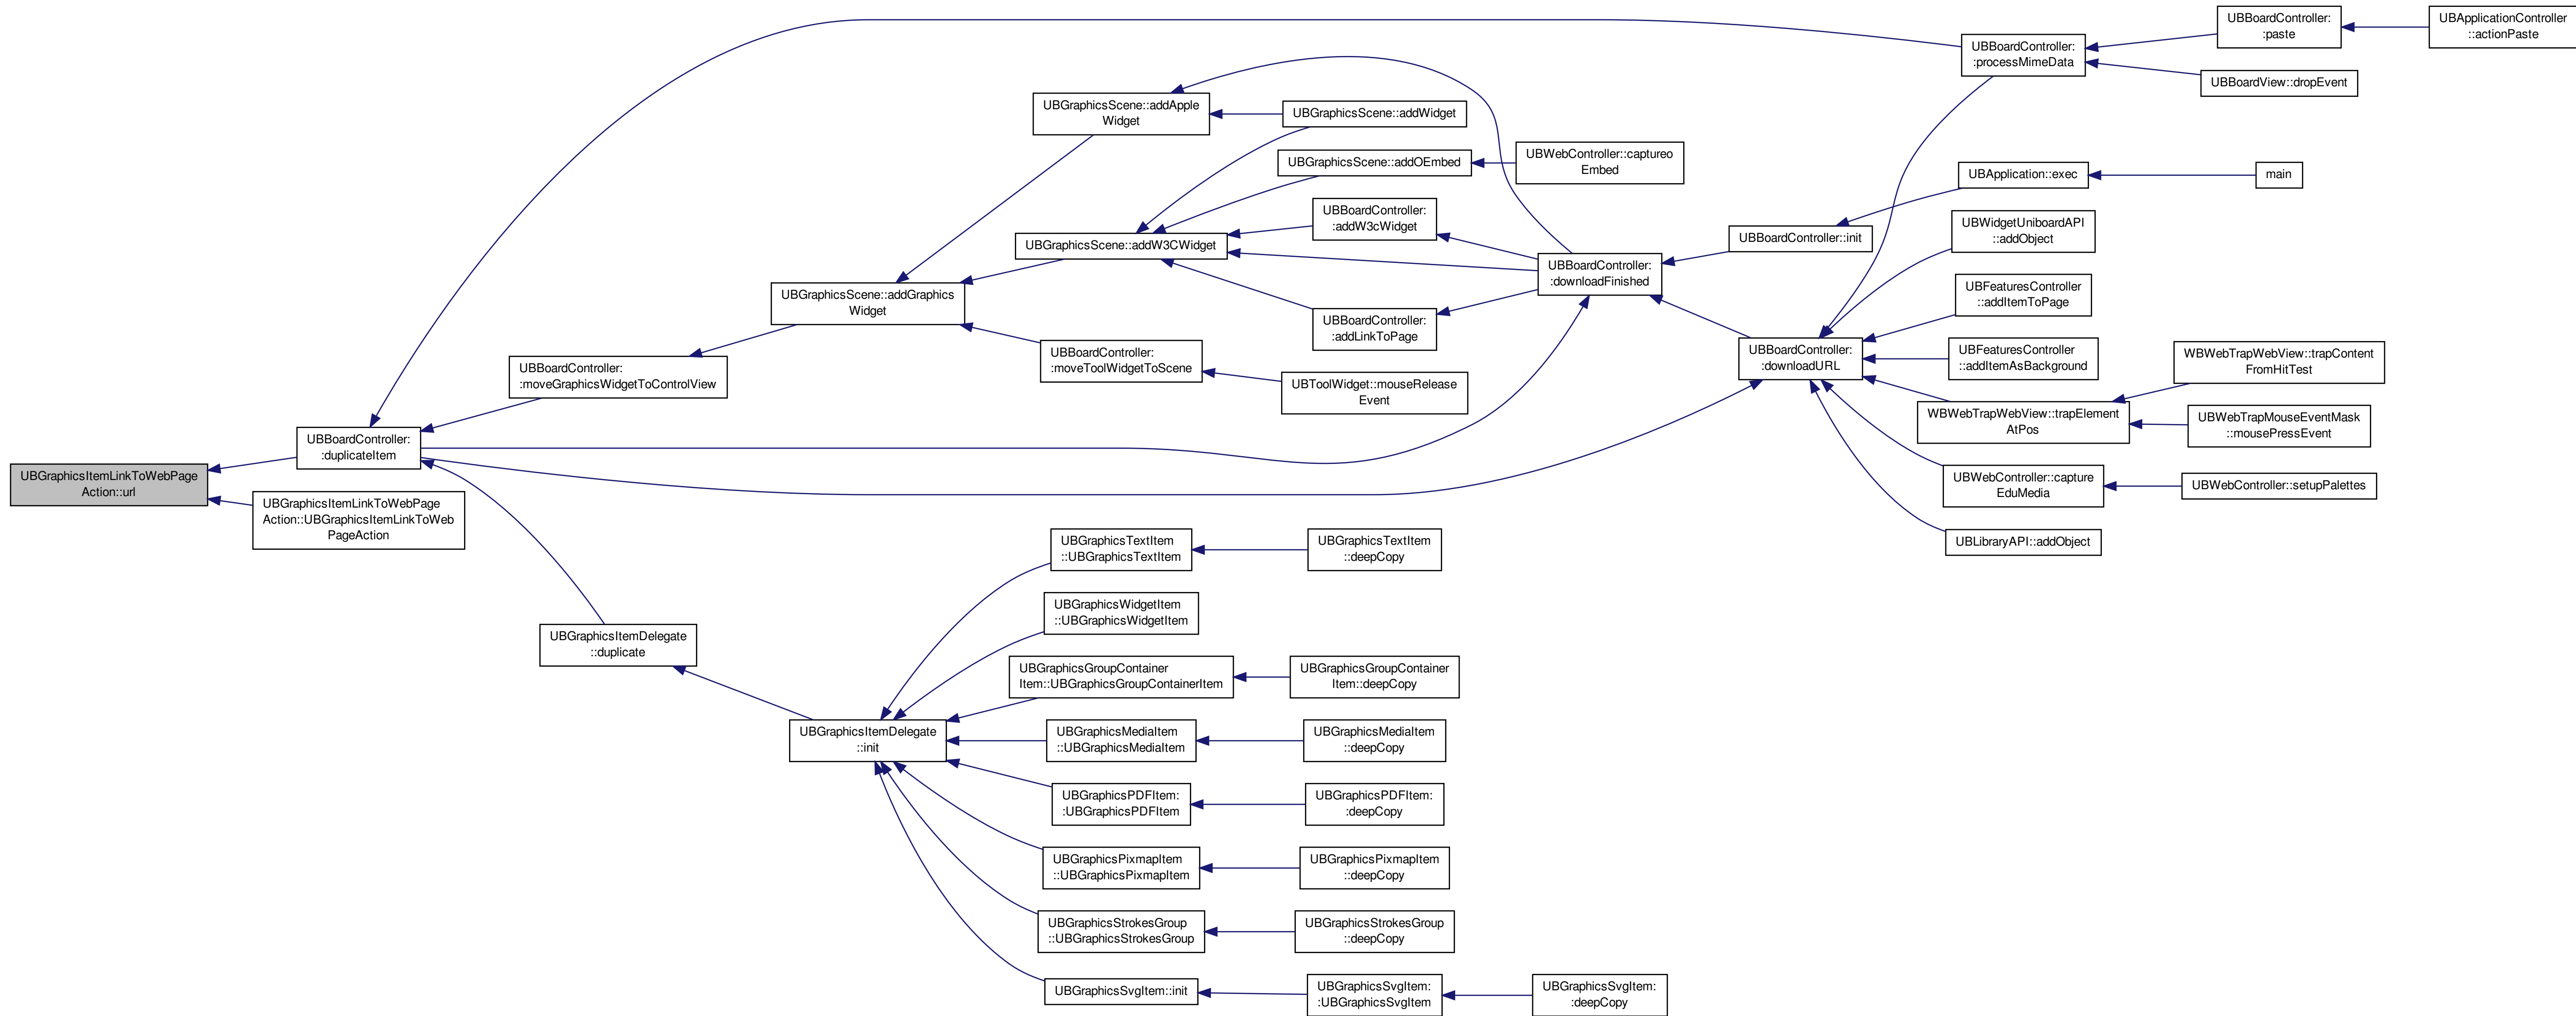 UBGraphicsItemLinkToWebPage
Action::url
UBBoardController:
:duplicateItem
UBGraphicsItemLinkToWebPage
Action::UBGraphicsItemLinkToWeb
PageAction
UBBoardController:
:moveGraphicsWidgetToControlView
UBGraphicsItemDelegate
::duplicate
UBGraphicsScene::addGraphics
Widget
UBGraphicsItemDelegate
::init
UBGraphicsScene::addApple
Widget
UBGraphicsScene::addW3CWidget
UBBoardController:
:moveToolWidgetToScene
UBGraphicsTextItem
::UBGraphicsTextItem
UBGraphicsWidgetItem
::UBGraphicsWidgetItem
UBGraphicsGroupContainer
Item::UBGraphicsGroupContainerItem
UBGraphicsMediaItem
::UBGraphicsMediaItem
UBGraphicsPDFItem:
:UBGraphicsPDFItem
UBGraphicsPixmapItem
::UBGraphicsPixmapItem
UBGraphicsStrokesGroup
::UBGraphicsStrokesGroup
UBGraphicsSvgItem::init
UBGraphicsScene::addWidget
UBGraphicsScene::addOEmbed
UBBoardController:
:addW3cWidget
UBBoardController:
:addLinkToPage
UBToolWidget::mouseRelease
Event
UBGraphicsTextItem
::deepCopy
UBGraphicsGroupContainer
Item::deepCopy
UBGraphicsMediaItem
::deepCopy
UBGraphicsPDFItem:
:deepCopy
UBGraphicsPixmapItem
::deepCopy
UBGraphicsStrokesGroup
::deepCopy
UBGraphicsSvgItem:
:UBGraphicsSvgItem
UBWebController::captureo
Embed
UBBoardController:
:downloadFinished
UBGraphicsSvgItem:
:deepCopy
UBBoardController::init
UBBoardController:
:downloadURL
UBBoardController:
:processMimeData
UBApplication::exec
UBWidgetUniboardAPI
::addObject
UBFeaturesController
::addItemToPage
UBFeaturesController
::addItemAsBackground
WBWebTrapWebView::trapElement
AtPos
UBWebController::capture
EduMedia
UBLibraryAPI::addObject
UBBoardController:
:paste
UBBoardView::dropEvent
main
WBWebTrapWebView::trapContent
FromHitTest
UBWebTrapMouseEventMask
::mousePressEvent
UBWebController::setupPalettes
UBApplicationController
::actionPaste